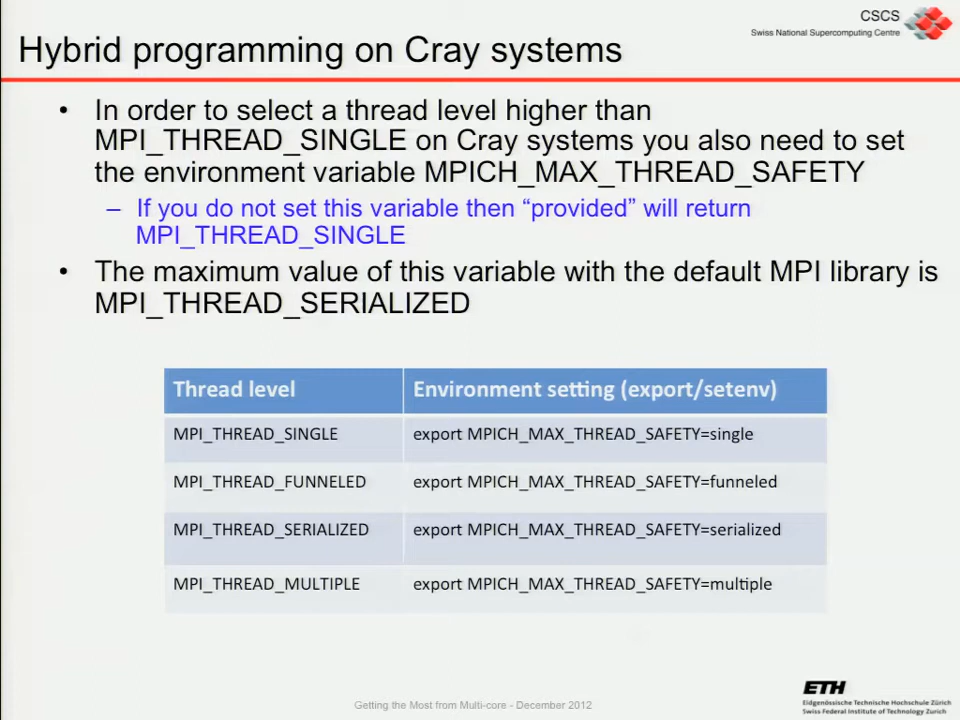 CSCS
Swiss National Supercomputing Centre
Hybrid programming on Cray systems
• In order to select a thread level higher than
MPI_THREAD_SINGLE on Cray systems you also need to set
the environment variable MPICH_MAX_THREAD_SAFETY
– If you do not set this variable then “provided” will return
MPI_THREAD_SINGLE
• The maximum value of this variable with the default MPI library is
MPI_THREAD_SERIALIZED
Thread level Environment setting (export/setenv)
MPI_THREAD_SINGLE export MPICH_MAX_THREAD_SAFETY=single
MPI_THREAD_FUNNELED export MPICH_MAX_THREAD_SAFETY=funneled
MPI_THREAD_SERIALIZED export MPICH_MAX_THREAD_SAFETY=serialized
MPI_THREAD_MULTIPLE export MPICH_MAX_THREAD_SAFETY=multiple
Getting the Most from Multi-core - December 2012
ETH
Eidgenössische Technische Hochschule Zürich
Swiss Federal Institute of Technology Zurich